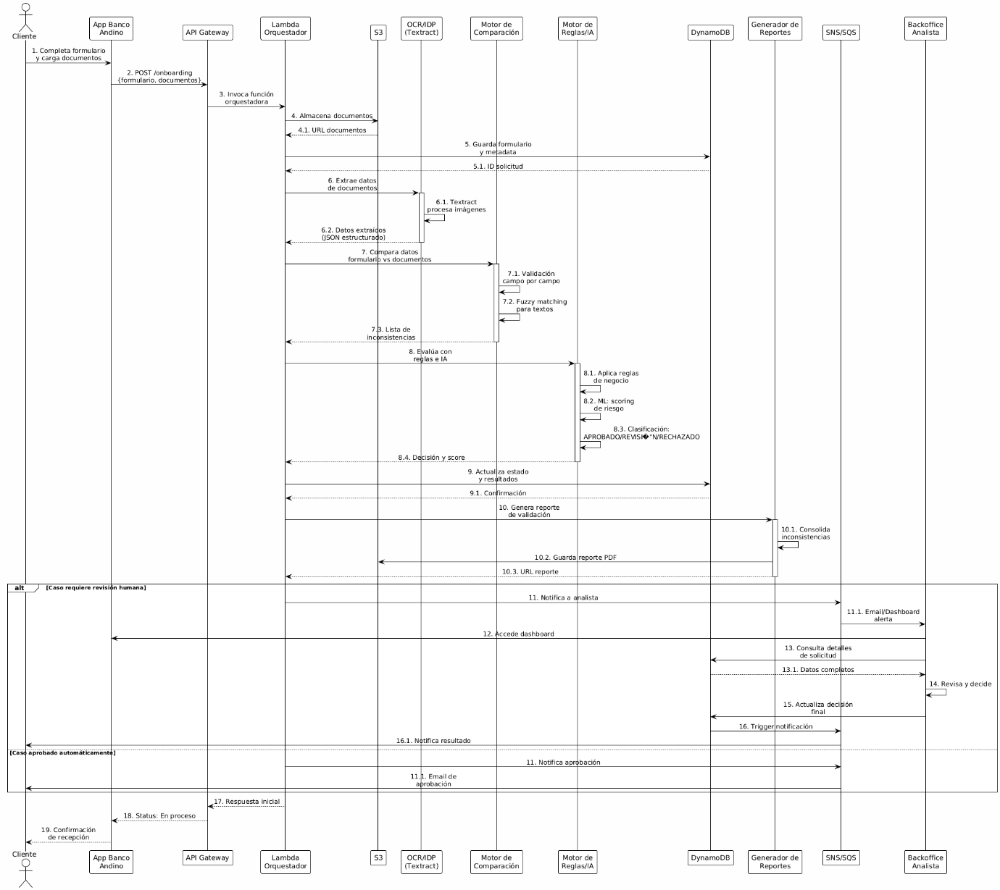 Cliente
App Banco
Andino
API Gateway
Lambda
Orquestador
S3
OCR/IDP
(Textract)
Motor de
Comparación
Motor de
Reglas/IA
DynamoDB
Generador de
Reportes
SNS/SQS
Backoffice
Analista
1. Completa formulario
y carga documentos
2. POST /onboarding
{formulario, documentos}
3. Invoca función
orquestadora
4. Almacena documentos
4.1. URL documentos
5. Guarda formulario
y metadata
5.1. ID solicitud
6. Extrae datos
de documentos
6.1. Textract
procesa imágenes
6.2. Datos extraídos
(JSON estructurado)
7. Compara datos
formulario vs documentos
7.1. Validación
campo por campo
7.2. Fuzzy matching
para textos
7.3. Lista de
inconsistencias
8. Evalúa con
reglas e IA
8.1. Aplica reglas
de negocio
8.2. ML: scoring
de riesgo
8.3. Clasificación:
APROBADO/REVISI�"N/RECHAZADO
8.4. Decisión y score
9. Actualiza estado
y resultados
9.1. Confirmación
10. Genera reporte
de validación
10.1. Consolida
inconsistencias
10.2. Guarda reporte PDF
10.3. URL reporte
alt
[Caso requiere revisión humana]
11. Notifica a analista
11.1. Email/Dashboard
alerta
12. Accede dashboard
13. Consulta detalles
de solicitud
13.1. Datos completos
14. Revisa y decide
15. Actualiza decisión
final
16. Trigger notificación
16.1. Notifica resultado
[Caso aprobado automáticamente]
11. Notifica aprobación
11.1. Email de
aprobación
17. Respuesta inicial
18. Status: En proceso
19. Confirmación
de recepción
Cliente
App Banco
Andino
API Gateway
Lambda
Orquestador
S3
OCR/IDP
(Textract)
Motor de
Comparación
Motor de
Reglas/IA
DynamoDB
Generador de
Reportes
SNS/SQS
Backoffice
Analista